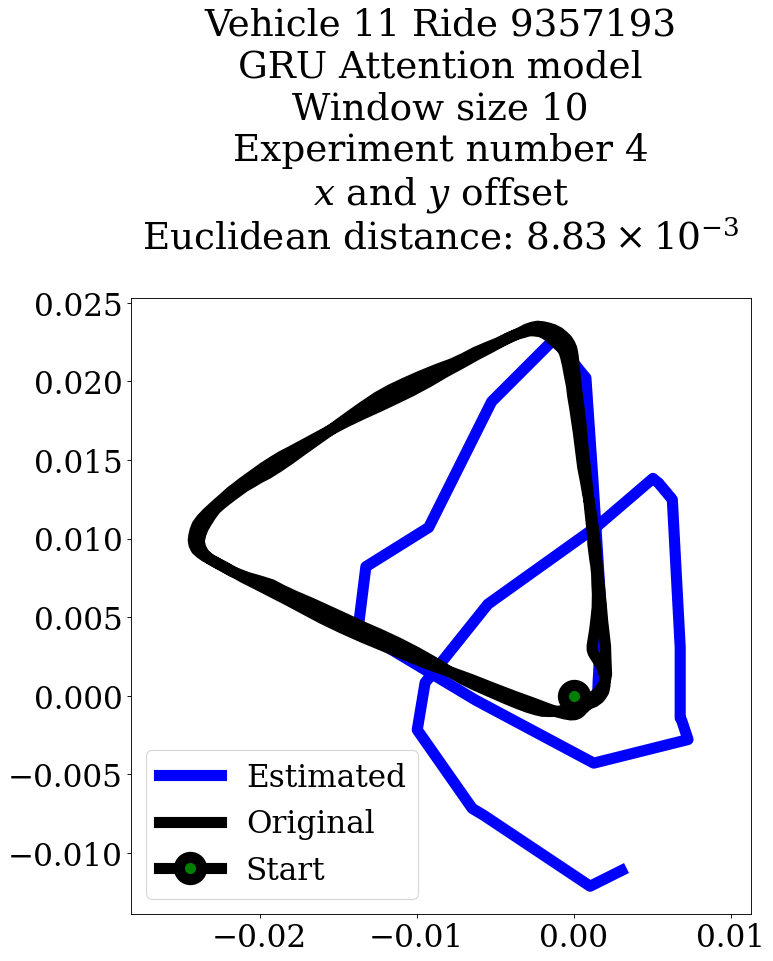 Vehicle 11 Ride 9357193
GRU Attention model
Window size 10
Experiment number 4
x and y offset
Euclidean distance: 8.83 × 10⁻³
0.025
0.020
0.015
0.010
0.005
0.000
−0.005
−0.010
Estimated
Original
Start
−0.02
−0.01
0.00
0.01